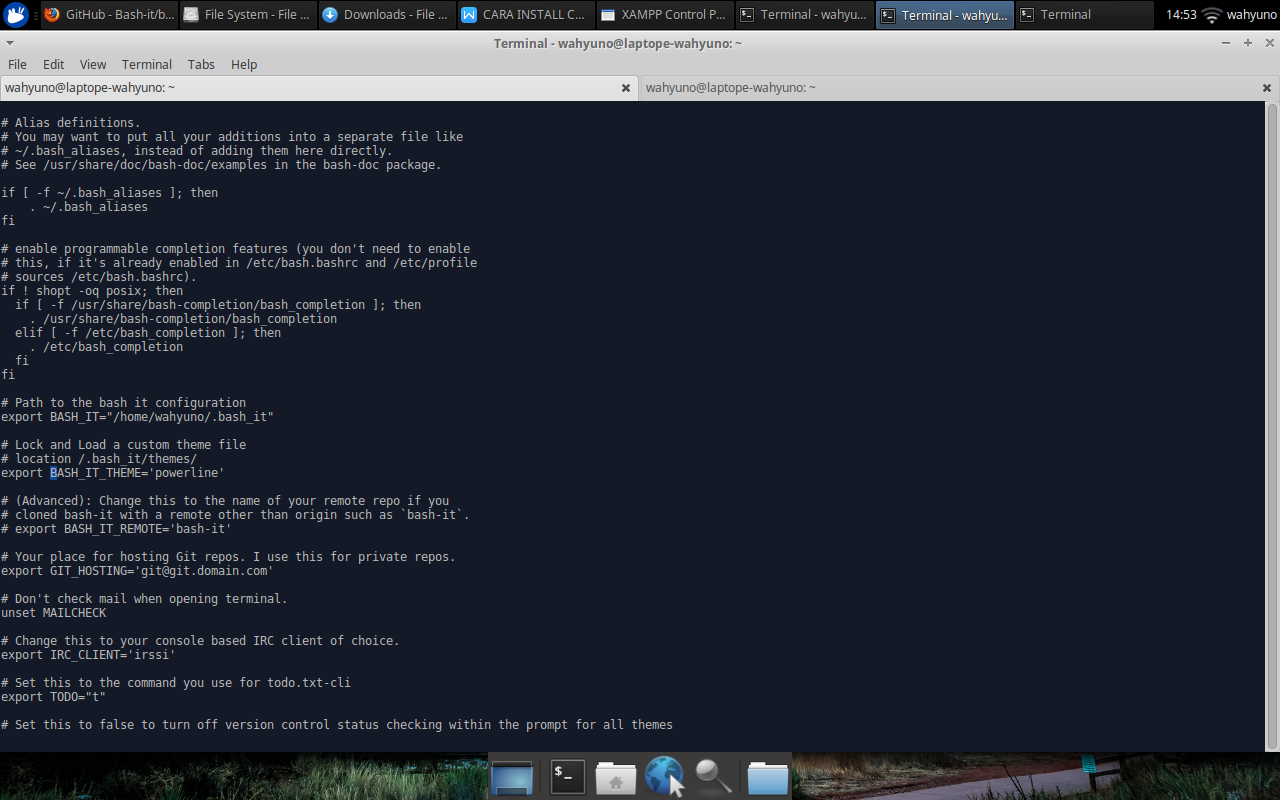 GitHub - Bash-it/b...
File System - File ...
Downloads - File ...
CARA INSTALL C...
XAMPP Control P...
Terminal - wahyu...
Terminal - wahyu...
Terminal
14:53
wahyuno
Terminal - wahyuno@laptope-wahyuno: ~
File Edit View Terminal Tabs Help
wahyuno@laptope-wahyuno: ~
wahyuno@laptope-wahyuno: ~
# Alias definitions.
# You may want to put all your additions into a separate file like
# ~/.bash_aliases, instead of adding them here directly.
# See /usr/share/doc/bash-doc/examples in the bash-doc package.
if [ -f ~/.bash_aliases ]; then
    . ~/.bash_aliases
fi
# enable programmable completion features (you don't need to enable
# this, if it's already enabled in /etc/bash.bashrc and /etc/profile
# sources /etc/bash.bashrc).
if ! shopt -oq posix; then
  if [ -f /usr/share/bash-completion/bash_completion ]; then
    . /usr/share/bash-completion/bash_completion
  elif [ -f /etc/bash_completion ]; then
    . /etc/bash_completion
  fi
fi
# Path to the bash it configuration
export BASH_IT="/home/wahyuno/.bash_it"
# Lock and Load a custom theme file
# location /.bash_it/themes/
export BASH_IT_THEME='powerline'
# (Advanced): Change this to the name of your remote repo if you
# cloned bash-it with a remote other than origin such as `bash-it`.
# export BASH_IT_REMOTE='bash-it'
# Your place for hosting Git repos. I use this for private repos.
export GIT_HOSTING='git@git.domain.com'
# Don't check mail when opening terminal.
unset MAILCHECK
# Change this to your console based IRC client of choice.
export IRC_CLIENT='irssi'
# Set this to the command you use for todo.txt-cli
export TODO="t"
# Set this to false to turn off version control status checking within the prompt for all themes